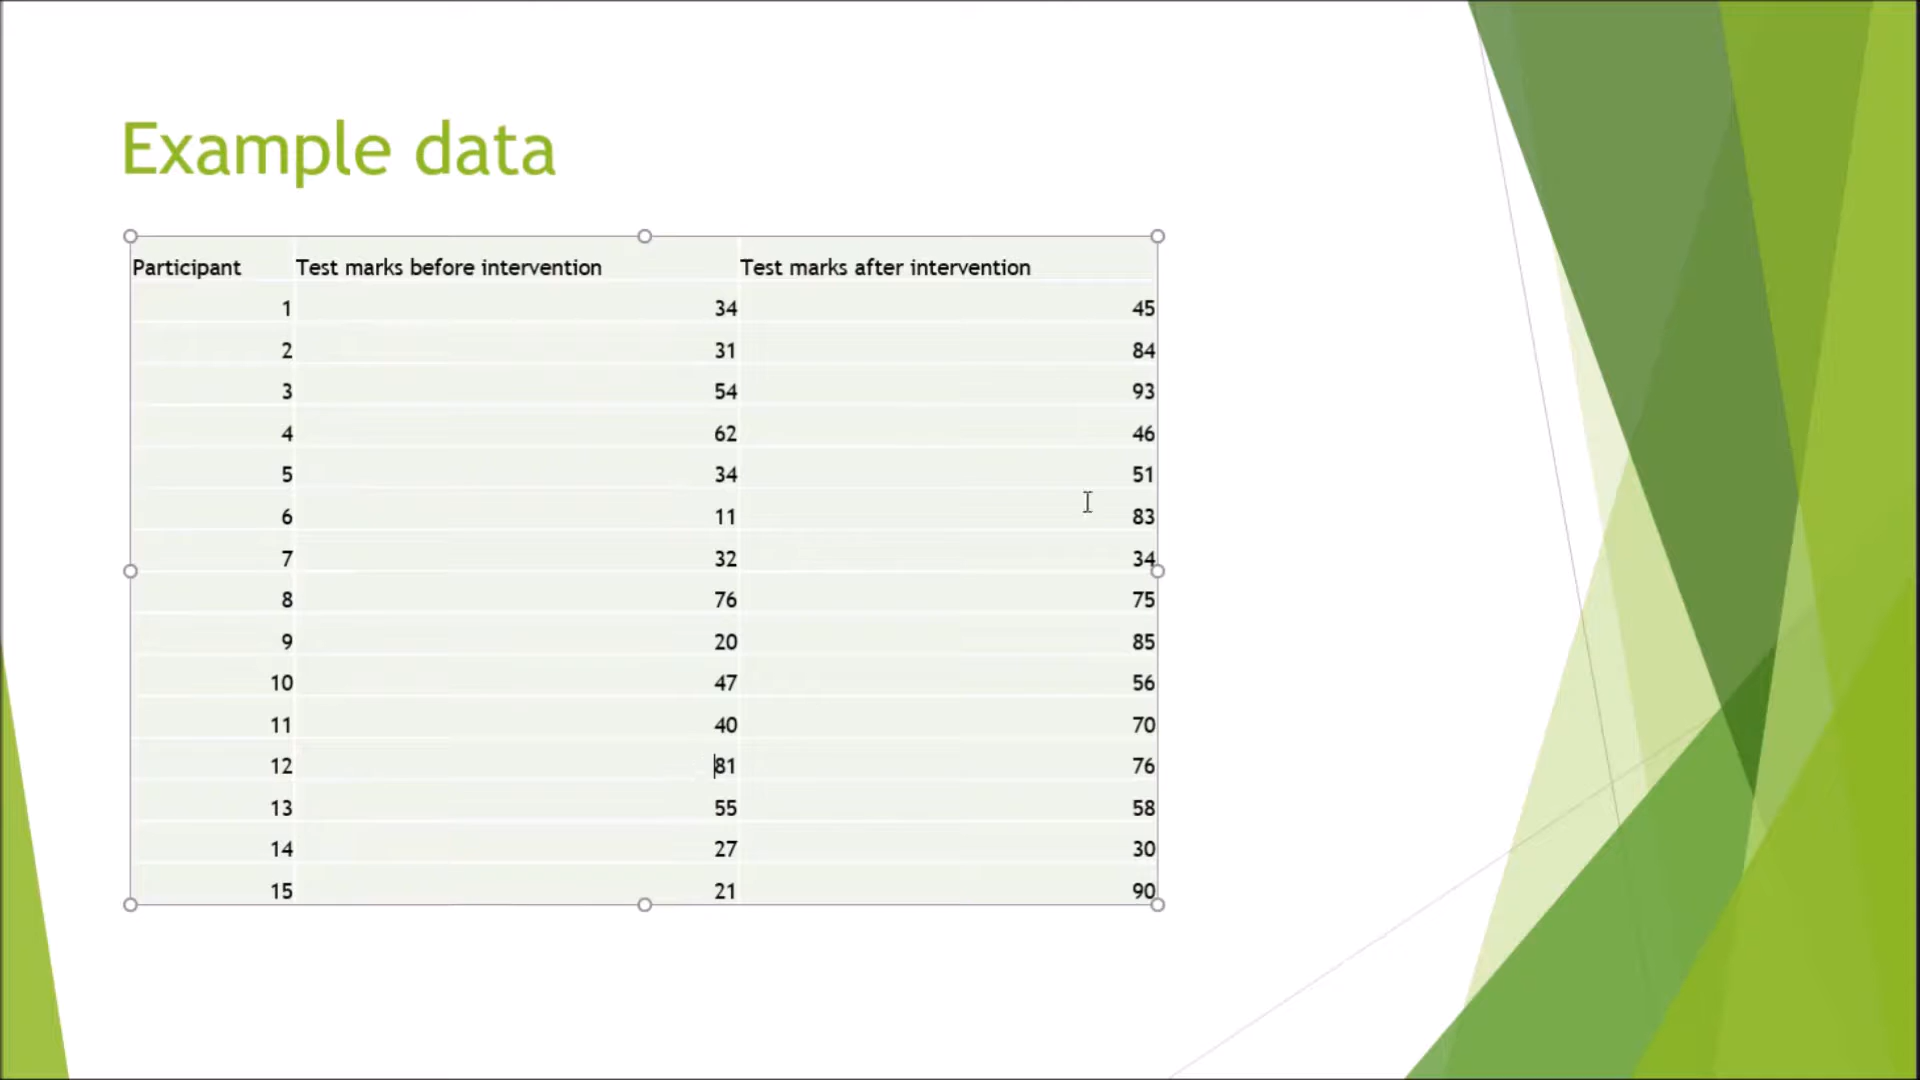 Example data
Participant Test marks before intervention Test marks after intervention
1 34 45
2 31 84
3 54 93
4 62 46
5 34 51
6 11 83
7 32 34
8 76 75
9 20 85
10 47 56
11 40 70
12 81 76
13 55 58
14 27 30
15 21 90